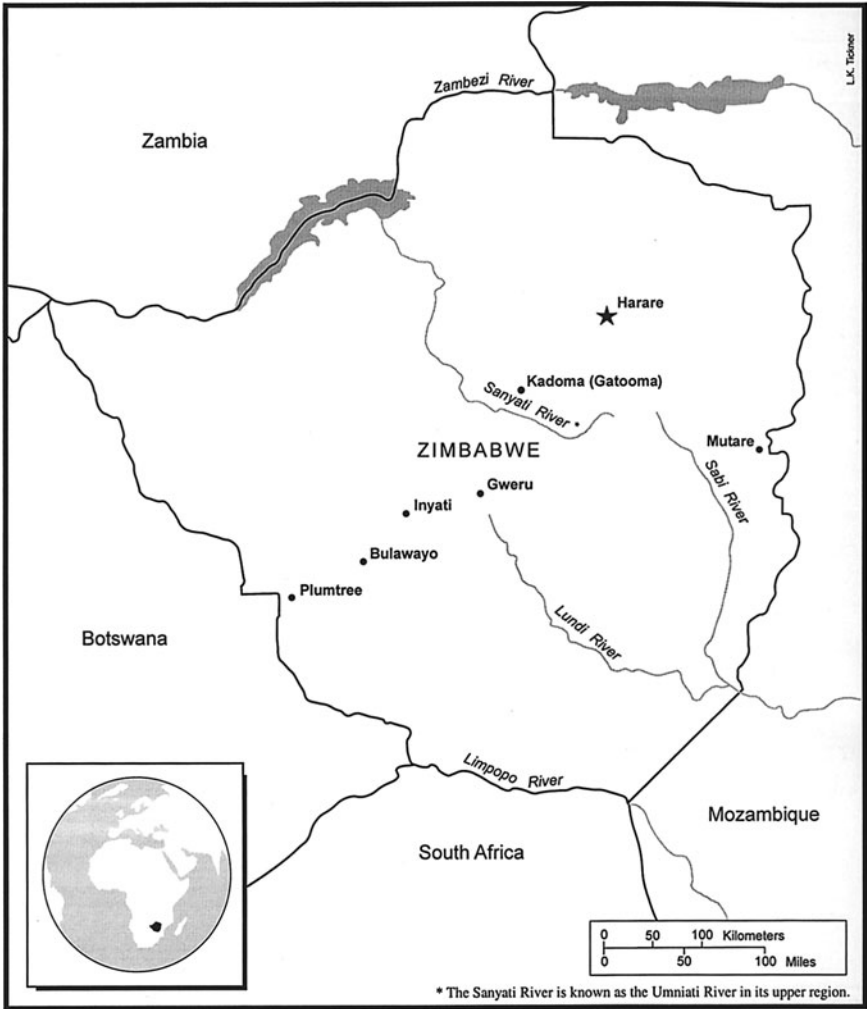 L.K. Tickner
Zambezi River
Zambia
Harare
Kadoma (Gatooma)
Sanyati River *
Mutare
ZIMBABWE
Sabi River
Gweru
Inyati
Bulawayo
Plumtree
Lundi River
Botswana
Limpopo River
Mozambique
South Africa
0 50 100 Kilometers
0 50 100 Miles
* The Sanyati River is known as the Umniati River in its upper region.